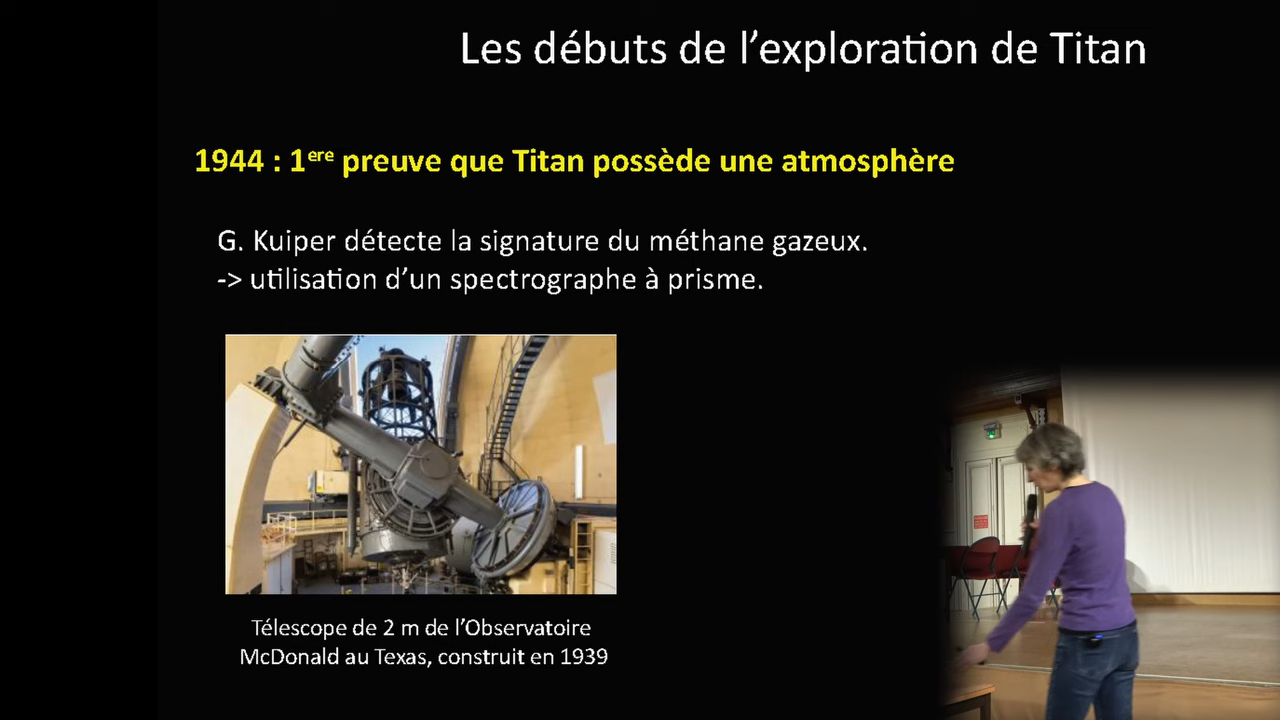 Les débuts de l’exploration de Titan
1944 : 1ere preuve que Titan possède une atmosphère
G. Kuiper détecte la signature du méthane gazeux.
-> utilisation d’un spectrographe à prisme.
Télescope de 2 m de l’Observatoire
McDonald au Texas, construit en 1939